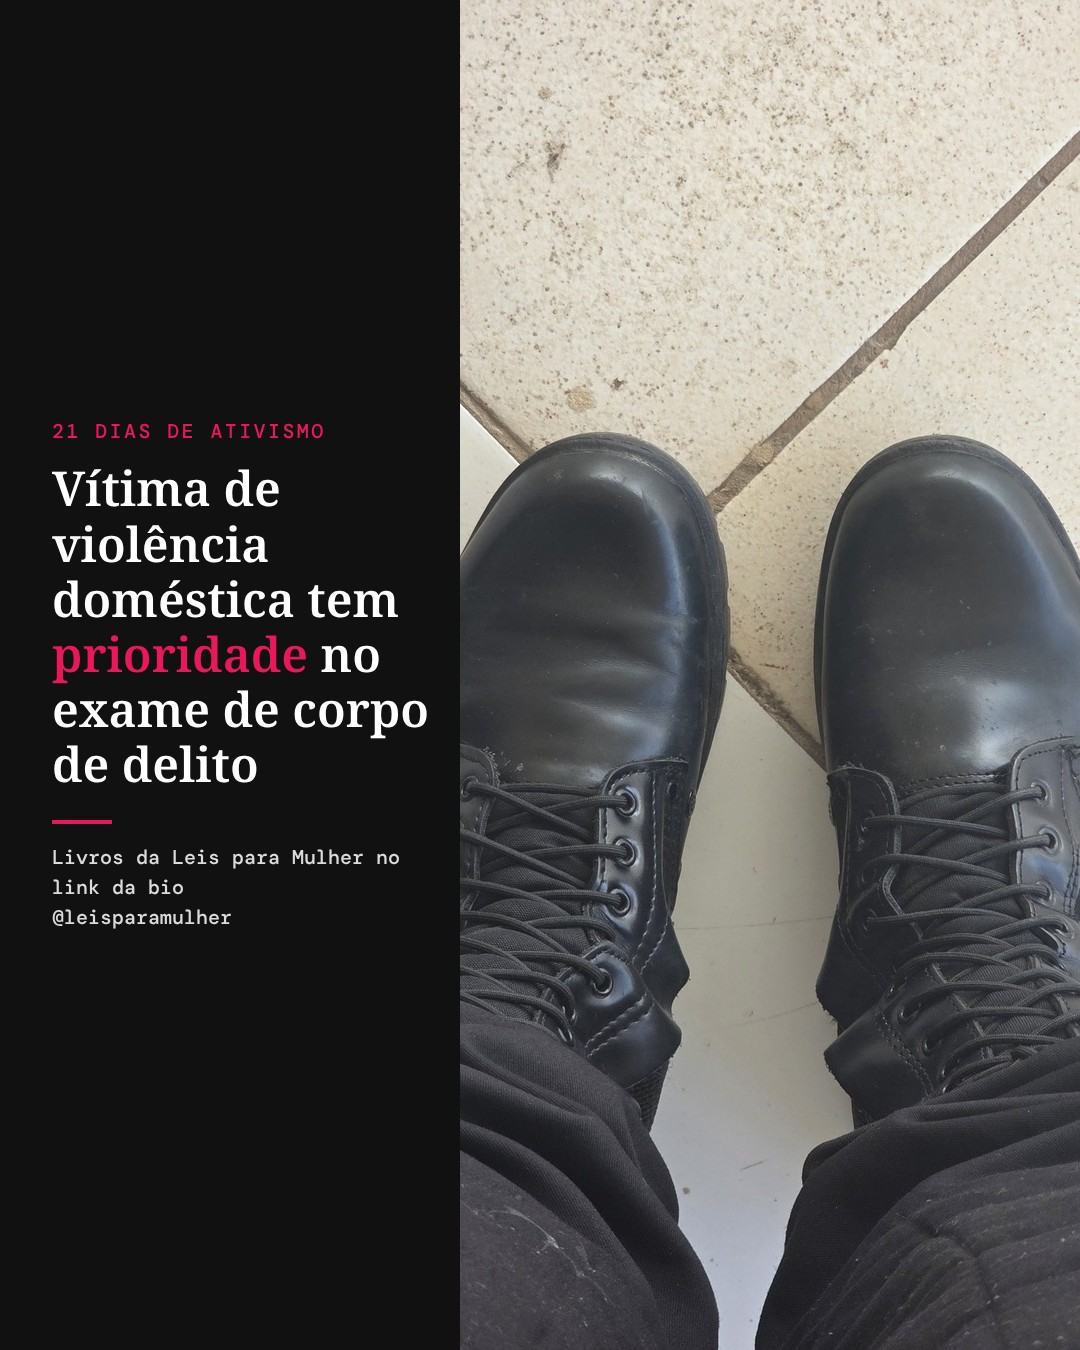 21 DIAS DE ATIVISMO
Vítima de
violência
doméstica tem
prioridade no
exame de corpo
de delito
Livros da Leis para Mulher no
link da bio
@leisparamulher